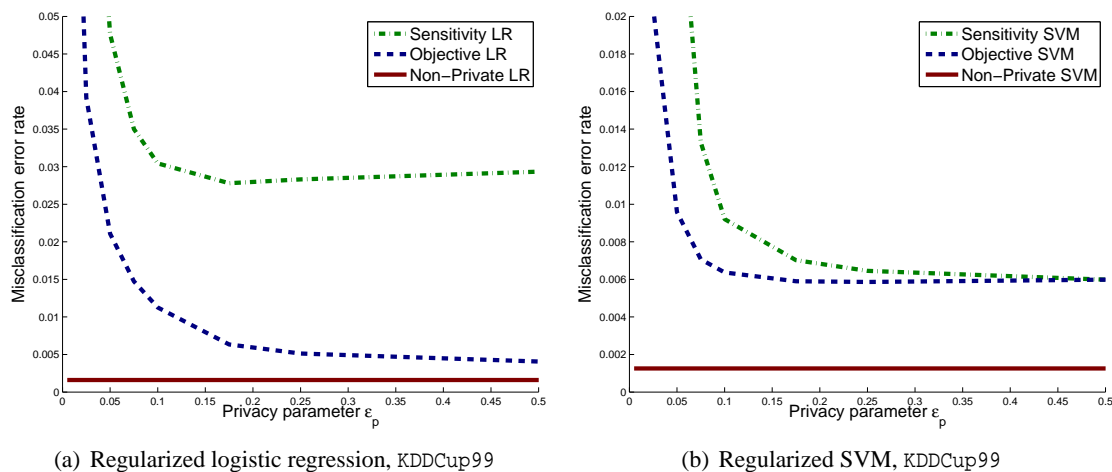 0.05
0.045
0.04
0.035
0.03
0.025
0.02
0.015
0.01
0.005
0
Misclassification error rate
Sensitivity LR
Objective LR
Non−Private LR
0 0.05 0.1 0.15 0.2 0.25 0.3 0.35 0.4 0.45 0.5
Privacy parameter ε_p
(a) Regularized logistic regression, KDDCup99
0.02
0.018
0.016
0.014
0.012
0.01
0.008
0.006
0.004
0.002
0
Misclassification error rate
Sensitivity SVM
Objective SVM
Non−Private SVM
0 0.05 0.1 0.15 0.2 0.25 0.3 0.35 0.4 0.45 0.5
Privacy parameter ε_p
(b) Regularized SVM, KDDCup99